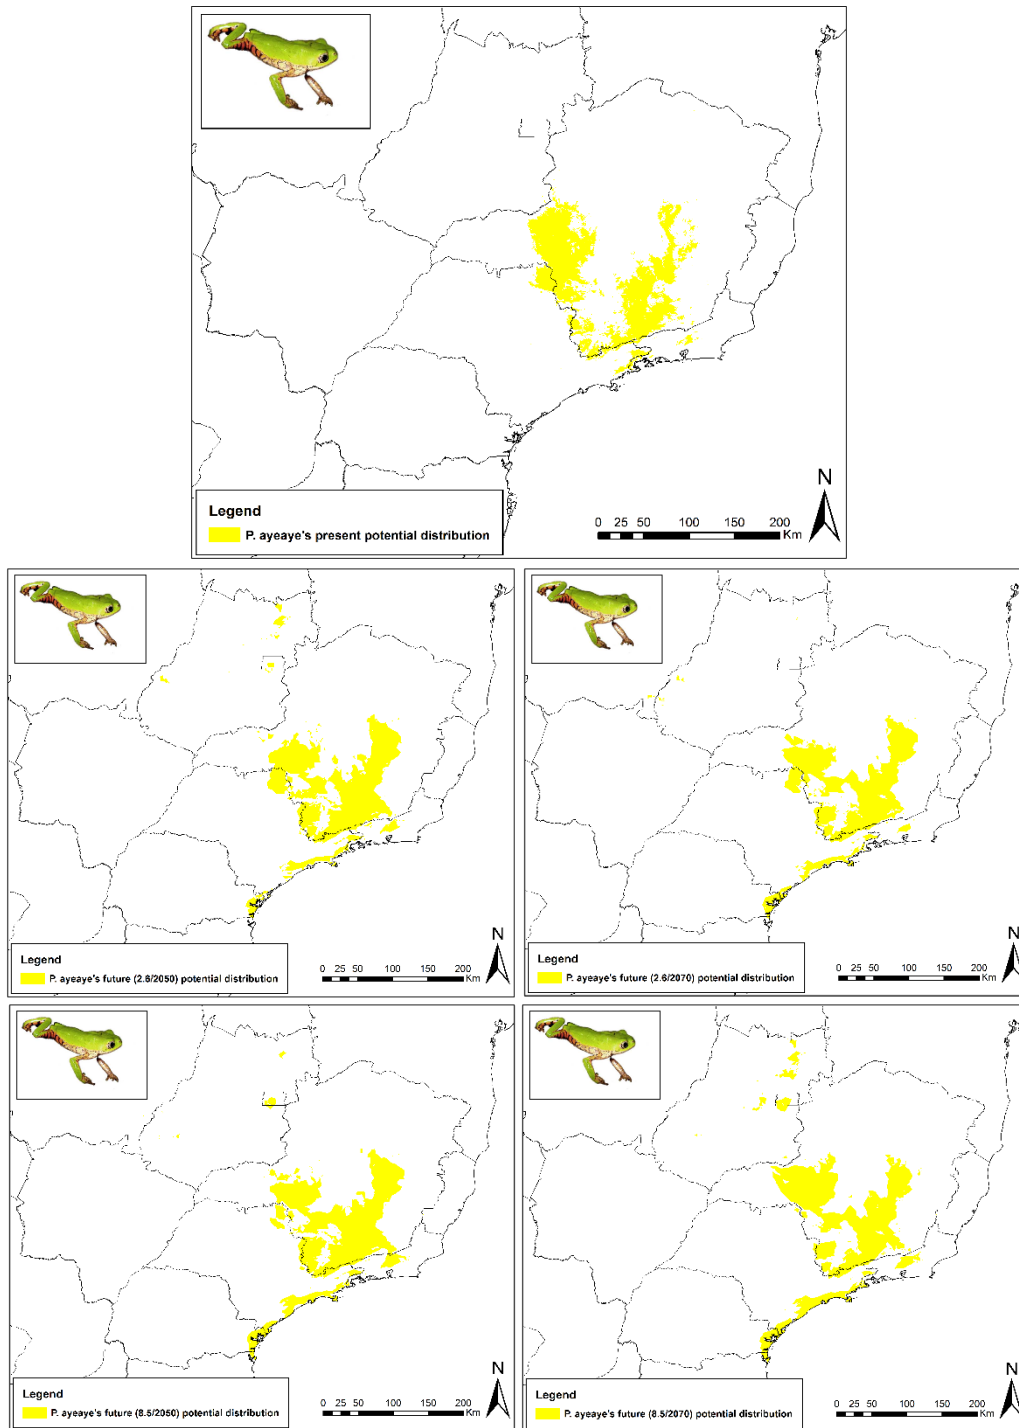 N
Legend
P. ayeaye's present potential distribution
0 25 50 100 150 200
Km
N
Legend
P. ayeaye's future (2.6/2050) potential distribution
0 25 50 100 150 200
Km
N
Legend
P. ayeaye's future (2.6/2070) potential distribution
0 25 50 100 150 200
Km
N
Legend
P. ayeaye's future (8.5/2050) potential distribution
0 25 50 100 150 200
Km
N
Legend
P. ayeaye's future (8.5/2070) potential distribution
0 25 50 100 150 200
Km